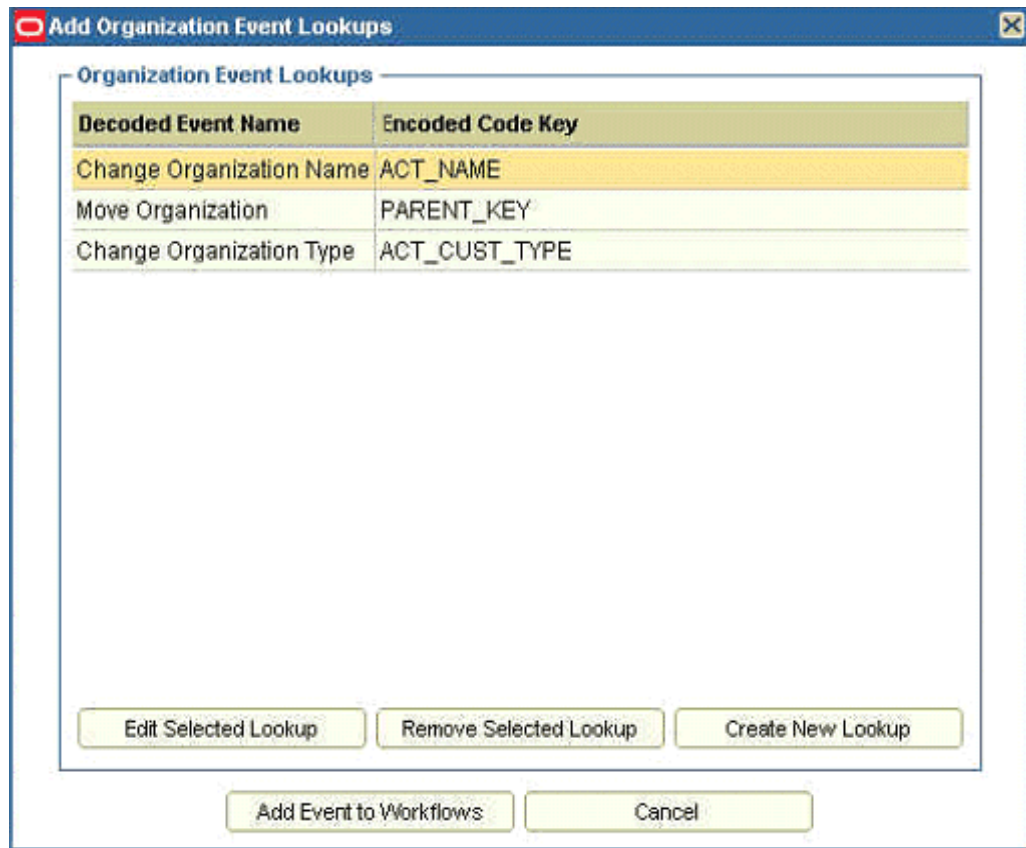 Add Organization Event Lookups
Organization Event Lookups
Decoded Event Name Encoded Code Key
Change Organization Name ACT_NAME
Move Organization PARENT_KEY
Change Organization Type ACT_CUST_TYPE
Edit Selected Lookup Remove Selected Lookup Create New Lookup
Add Event to Workflows Cancel